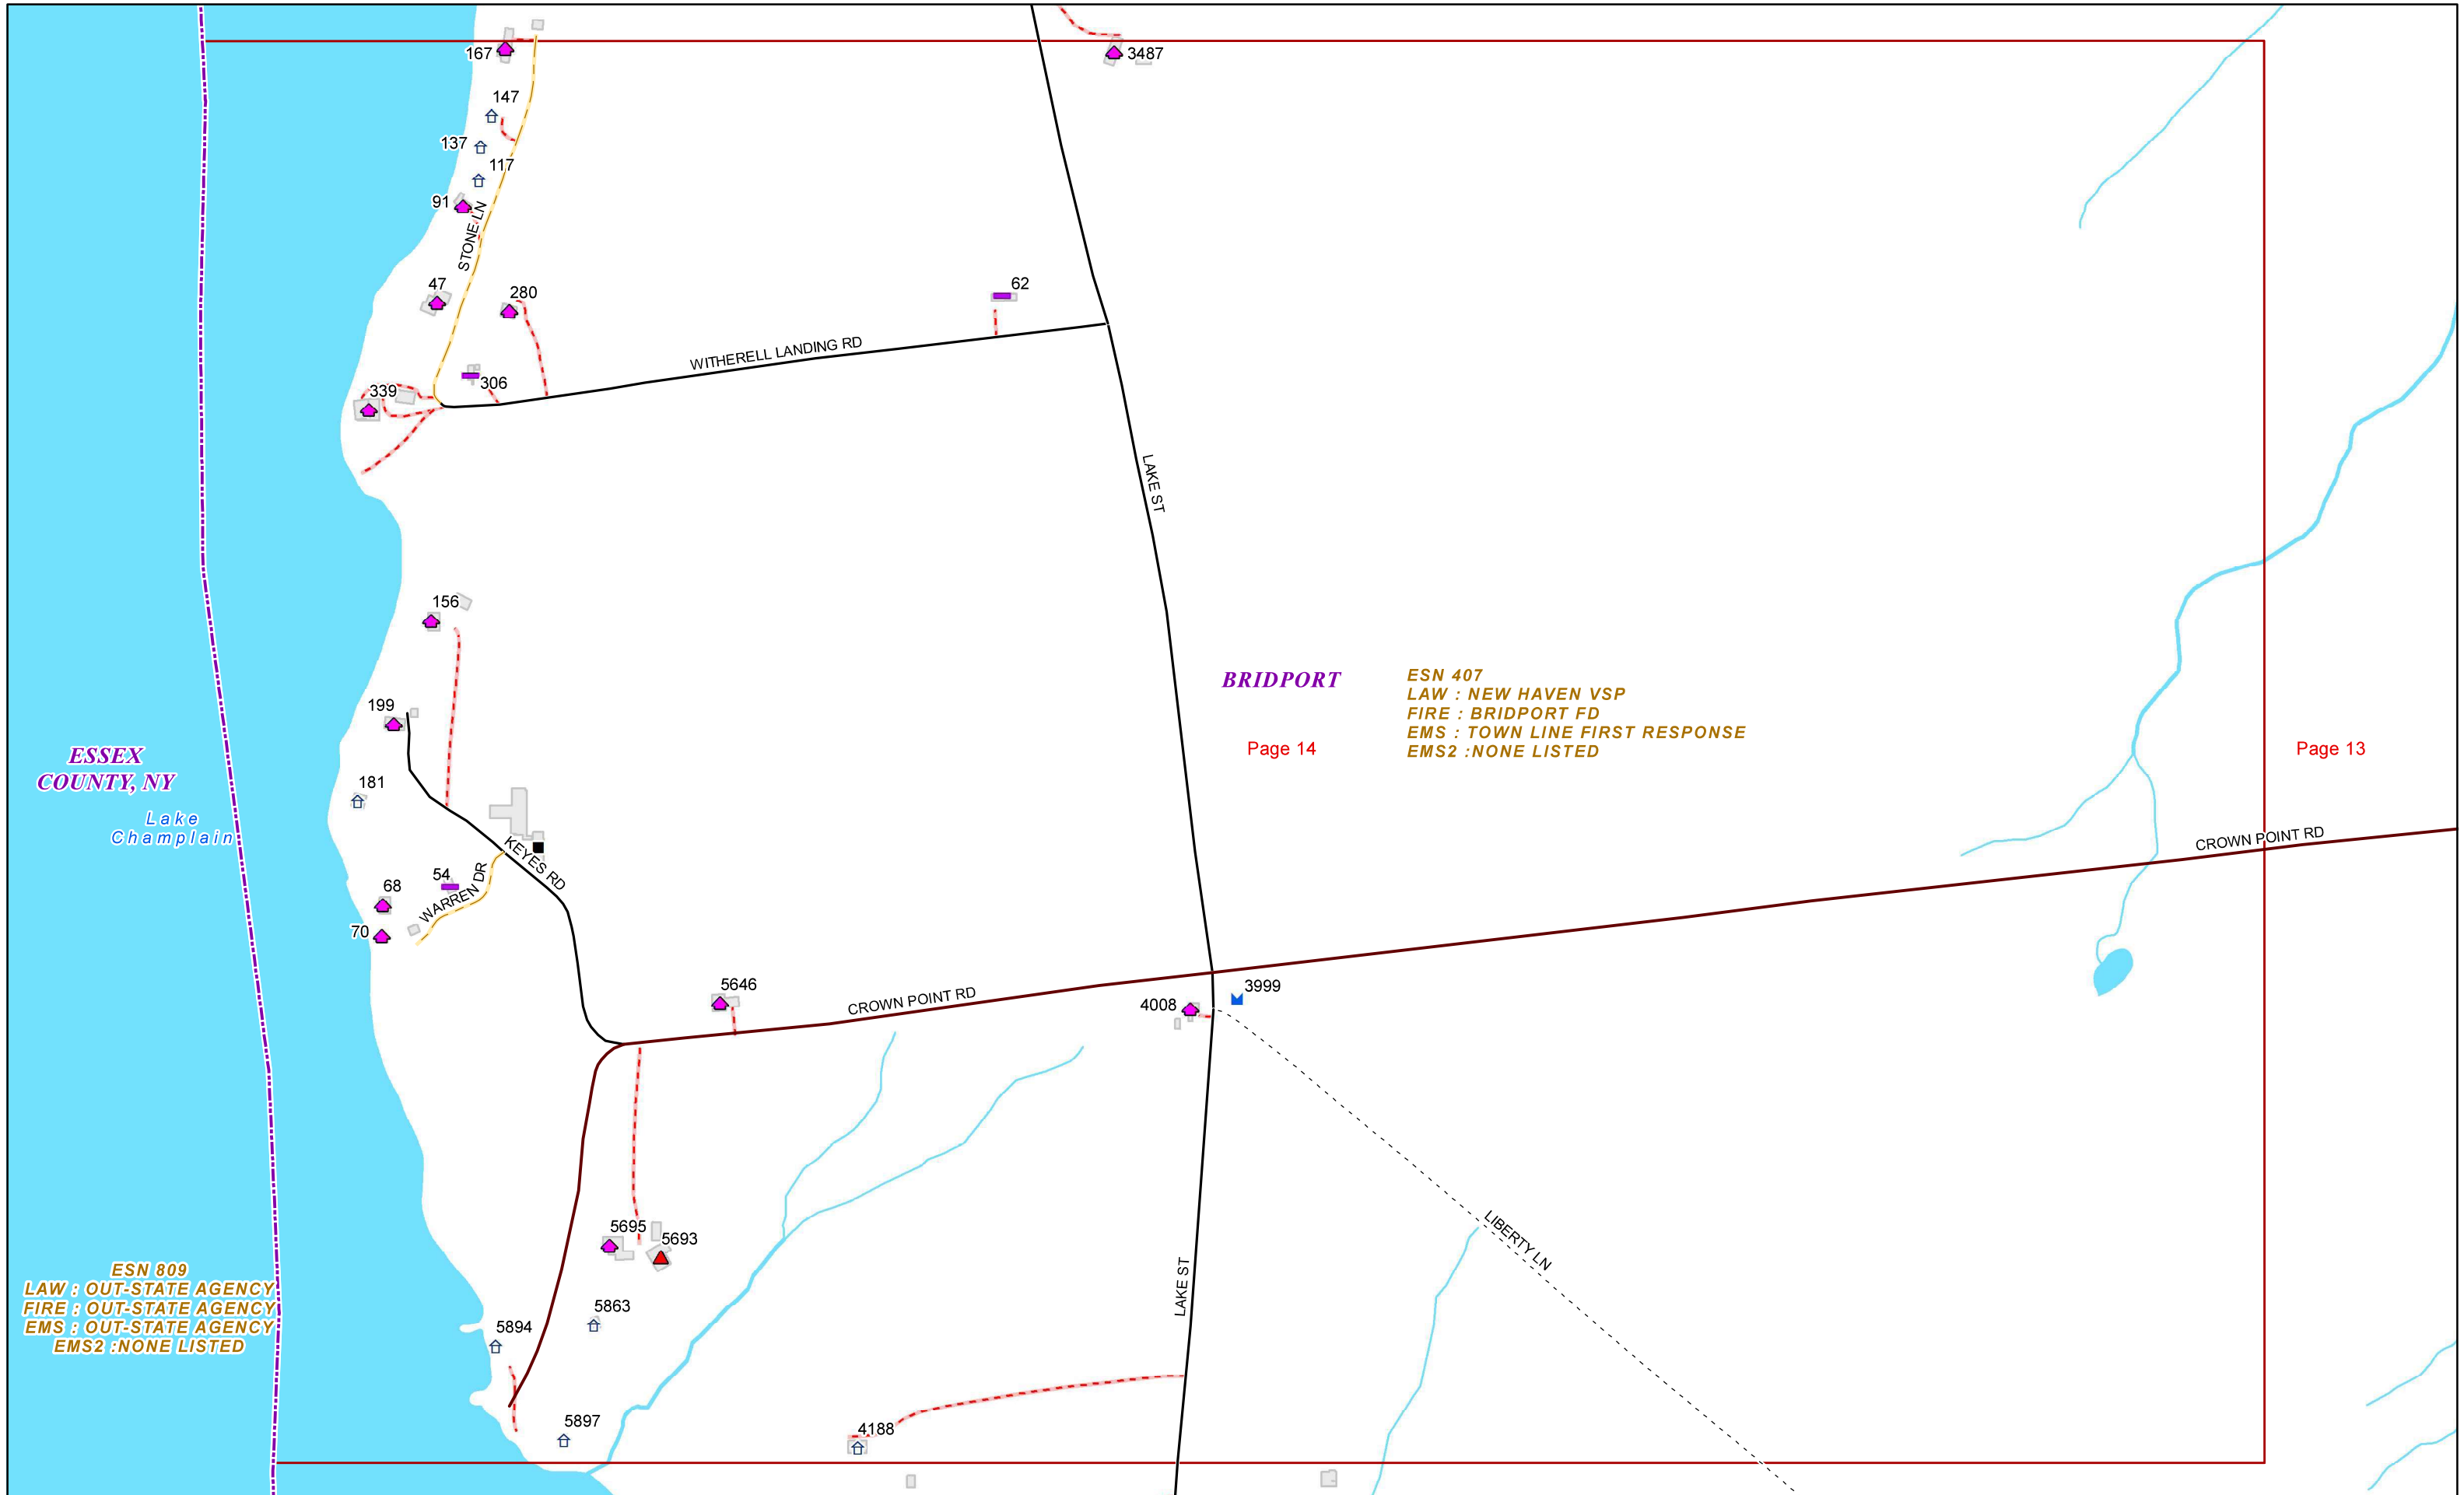 167
3487
147
137
117
91
STONE LN
47
280
62
WITHERELL LANDING RD
306
339
LAKE ST
156
BRIDPORT
ESN 407
LAW : NEW HAVEN VSP
FIRE : BRIDPORT FD
EMS : TOWN LINE FIRST RESPONSE
EMS2 :NONE LISTED
Page 14
Page 13
199
ESSEX
COUNTY, NY
181
Lake
Champlain
CROWN POINT RD
KEYES RD
54
WARREN DR
68
70
5646
CROWN POINT RD
4008
3999
5695
5693
LIBERTY LN
LAKE ST
ESN 809
LAW : OUT-STATE AGENCY
FIRE : OUT-STATE AGENCY
EMS : OUT-STATE AGENCY
EMS2 :NONE LISTED
5863
5894
5897
4188